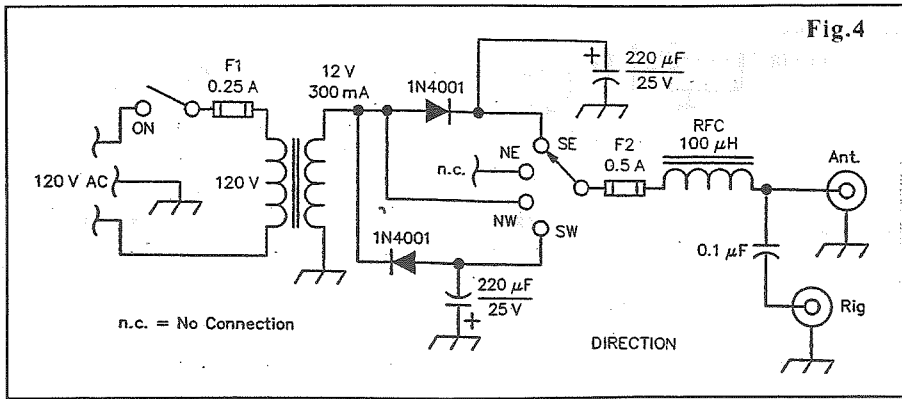 Fig.4
F1
0.25 A
ON
120 V AC
120 V
12 V
300 mA
1N4001
+
220 µF
25 V
SE
NE
n.c.
NW
SW
F2
0.5 A
RFC
100 µH
Ant.
1N4001
220 µF
25 V
+
0.1 µF
Rig
n.c. = No Connection
DIRECTION